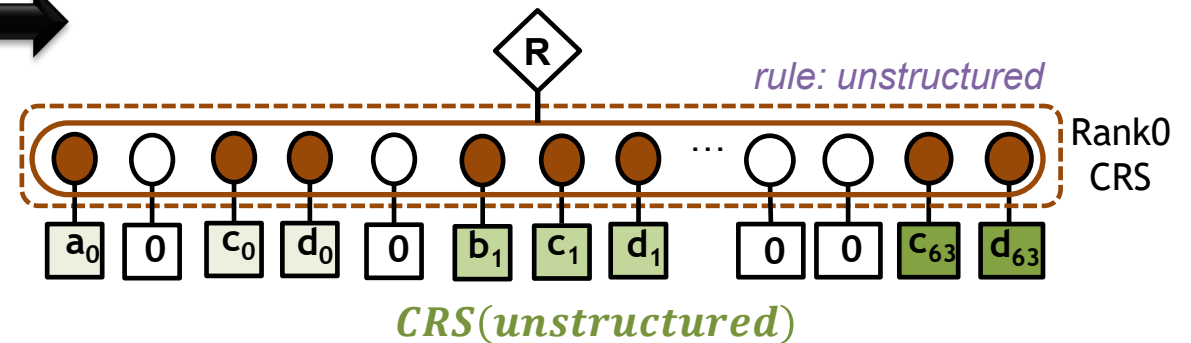 R
rule: unstructured
...
Rank0
CRS
a₀ 0 c₀ d₀ 0 b₁ c₁ d₁ 0 0 c₆₃ d₆₃
CRS(unstructured)